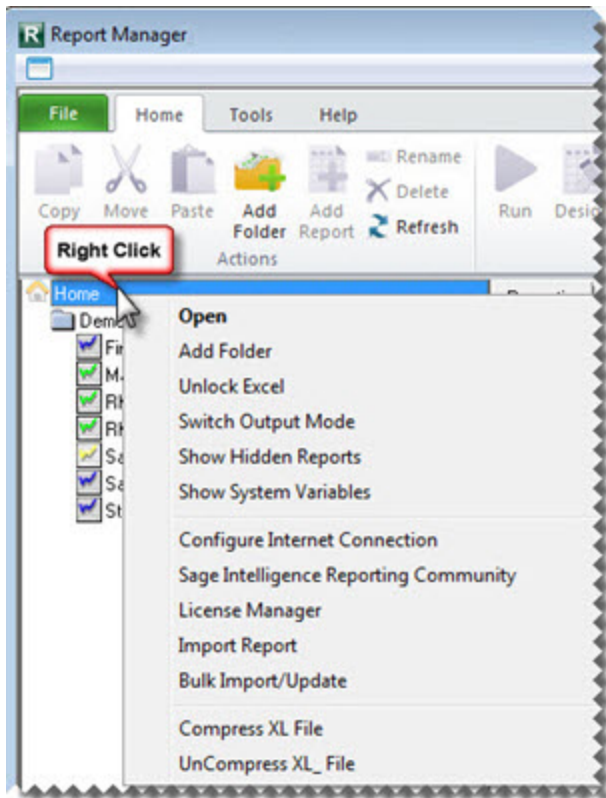 R Report Manager
File Home Tools Help
Copy Move Paste Add Folder Add Report Rename
Delete
Refresh
Run
Actions
Right Click
Home
Open
Add Folder
Unlock Excel
Switch Output Mode
Show Hidden Reports
Show System Variables
Configure Internet Connection
Sage Intelligence Reporting Community
License Manager
Import Report
Bulk Import/Update
Compress XL File
UnCompress XL_ File